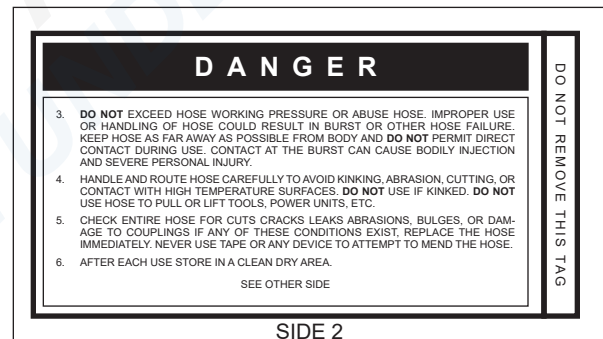 DANGER
3. DO NOT EXCEED HOSE WORKING PRESSURE OR ABUSE HOSE. IMPROPER USE
OR HANDLING OF HOSE COULD RESULT IN BURST OR OTHER HOSE FAILURE.
KEEP HOSE AS FAR AWAY AS POSSIBLE FROM BODY AND DO NOT PERMIT DIRECT
CONTACT DURING USE. CONTACT AT THE BURST CAN CAUSE BODILY INJECTION
AND SEVERE PERSONAL INJURY.
4. HANDLE AND ROUTE HOSE CAREFULLY TO AVOID KINKING, ABRASION, CUTTING, OR
CONTACT WITH HIGH TEMPERATURE SURFACES. DO NOT USE IF KINKED. DO NOT
USE HOSE TO PULL OR LIFT TOOLS, POWER UNITS, ETC.
5. CHECK ENTIRE HOSE FOR CUTS CRACKS LEAKS ABRASIONS, BULGES, OR DAM-
AGE TO COUPLINGS IF ANY OF THESE CONDITIONS EXIST, REPLACE THE HOSE
IMMEDIATELY. NEVER USE TAPE OR ANY DEVICE TO ATTEMPT TO MEND THE HOSE.
6. AFTER EACH USE STORE IN A CLEAN DRY AREA.
SEE OTHER SIDE
DO NOT REMOVE THIS TAG
SIDE 2